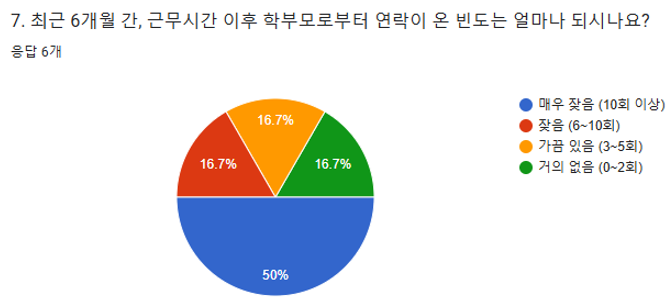 7. 최근 6개월 간, 근무시간 이후 학부모로부터 연락이 온 빈도는 얼마나 되시나요?
응답 6개
매우 잦음 (10회 이상)
잦음 (6~10회)
가끔 있음 (3~5회)
거의 없음 (0~2회)
16.7%
16.7%
16.7%
50%